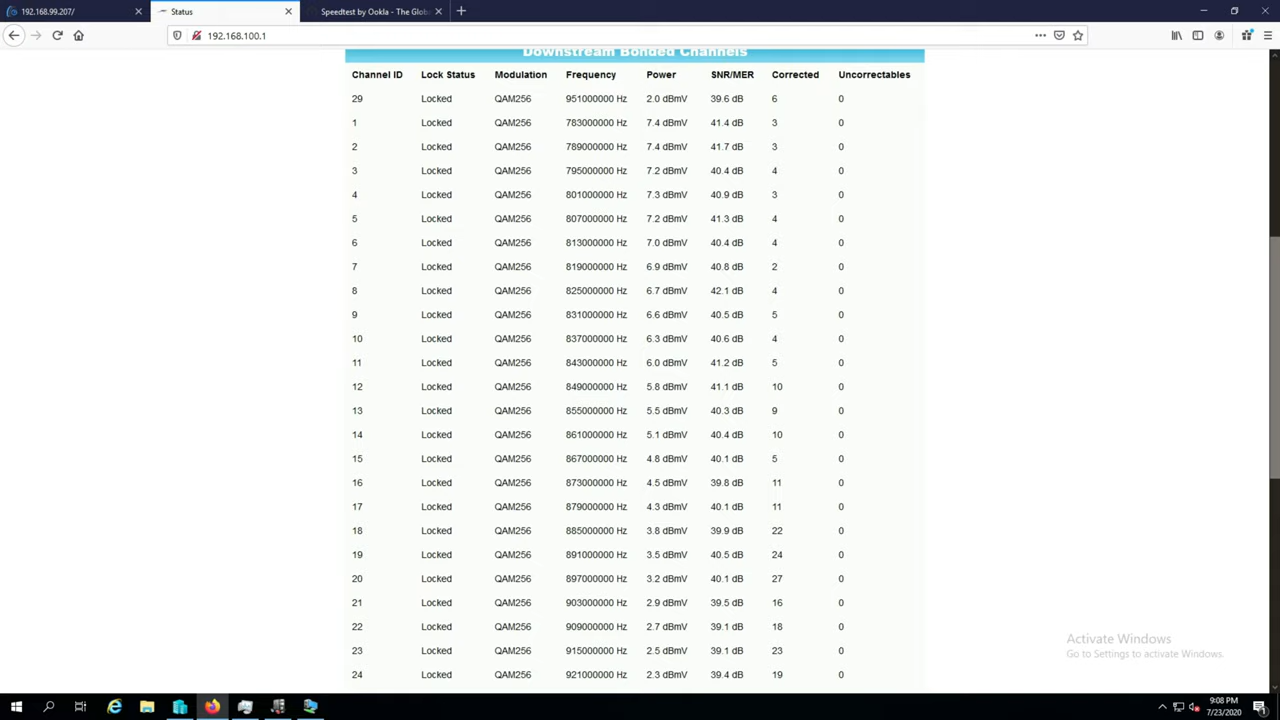 192.168.99.207/
Status
Speedtest by Ookla - The Glob
192.168.100.1
Downstream Bonded Channels
Channel ID Lock Status Modulation Frequency Power SNR/MER Corrected Uncorrectables
29 Locked QAM256 951000000 Hz 2.0 dBmV 39.6 dB 6 0
1 Locked QAM256 783000000 Hz 7.4 dBmV 41.4 dB 3 0
2 Locked QAM256 789000000 Hz 7.4 dBmV 41.7 dB 3 0
3 Locked QAM256 795000000 Hz 7.2 dBmV 40.4 dB 4 0
4 Locked QAM256 801000000 Hz 7.3 dBmV 40.9 dB 3 0
5 Locked QAM256 807000000 Hz 7.2 dBmV 41.3 dB 4 0
6 Locked QAM256 813000000 Hz 7.0 dBmV 40.4 dB 4 0
7 Locked QAM256 819000000 Hz 6.9 dBmV 40.8 dB 2 0
8 Locked QAM256 825000000 Hz 6.7 dBmV 42.1 dB 4 0
9 Locked QAM256 831000000 Hz 6.6 dBmV 40.5 dB 5 0
10 Locked QAM256 837000000 Hz 6.3 dBmV 40.6 dB 4 0
11 Locked QAM256 843000000 Hz 6.0 dBmV 41.2 dB 5 0
12 Locked QAM256 849000000 Hz 5.8 dBmV 41.1 dB 10 0
13 Locked QAM256 855000000 Hz 5.5 dBmV 40.3 dB 9 0
14 Locked QAM256 861000000 Hz 5.1 dBmV 40.4 dB 10 0
15 Locked QAM256 867000000 Hz 4.8 dBmV 40.1 dB 5 0
16 Locked QAM256 873000000 Hz 4.5 dBmV 39.8 dB 11 0
17 Locked QAM256 879000000 Hz 4.3 dBmV 40.1 dB 11 0
18 Locked QAM256 885000000 Hz 3.8 dBmV 39.9 dB 22 0
19 Locked QAM256 891000000 Hz 3.5 dBmV 40.5 dB 24 0
20 Locked QAM256 897000000 Hz 3.2 dBmV 40.1 dB 27 0
21 Locked QAM256 903000000 Hz 2.9 dBmV 39.5 dB 16 0
22 Locked QAM256 909000000 Hz 2.7 dBmV 39.1 dB 18 0
23 Locked QAM256 915000000 Hz 2.5 dBmV 39.1 dB 23 0
24 Locked QAM256 921000000 Hz 2.3 dBmV 39.4 dB 19 0
Activate Windows
Go to Settings to activate Windows.
9:08 PM
7/23/2020